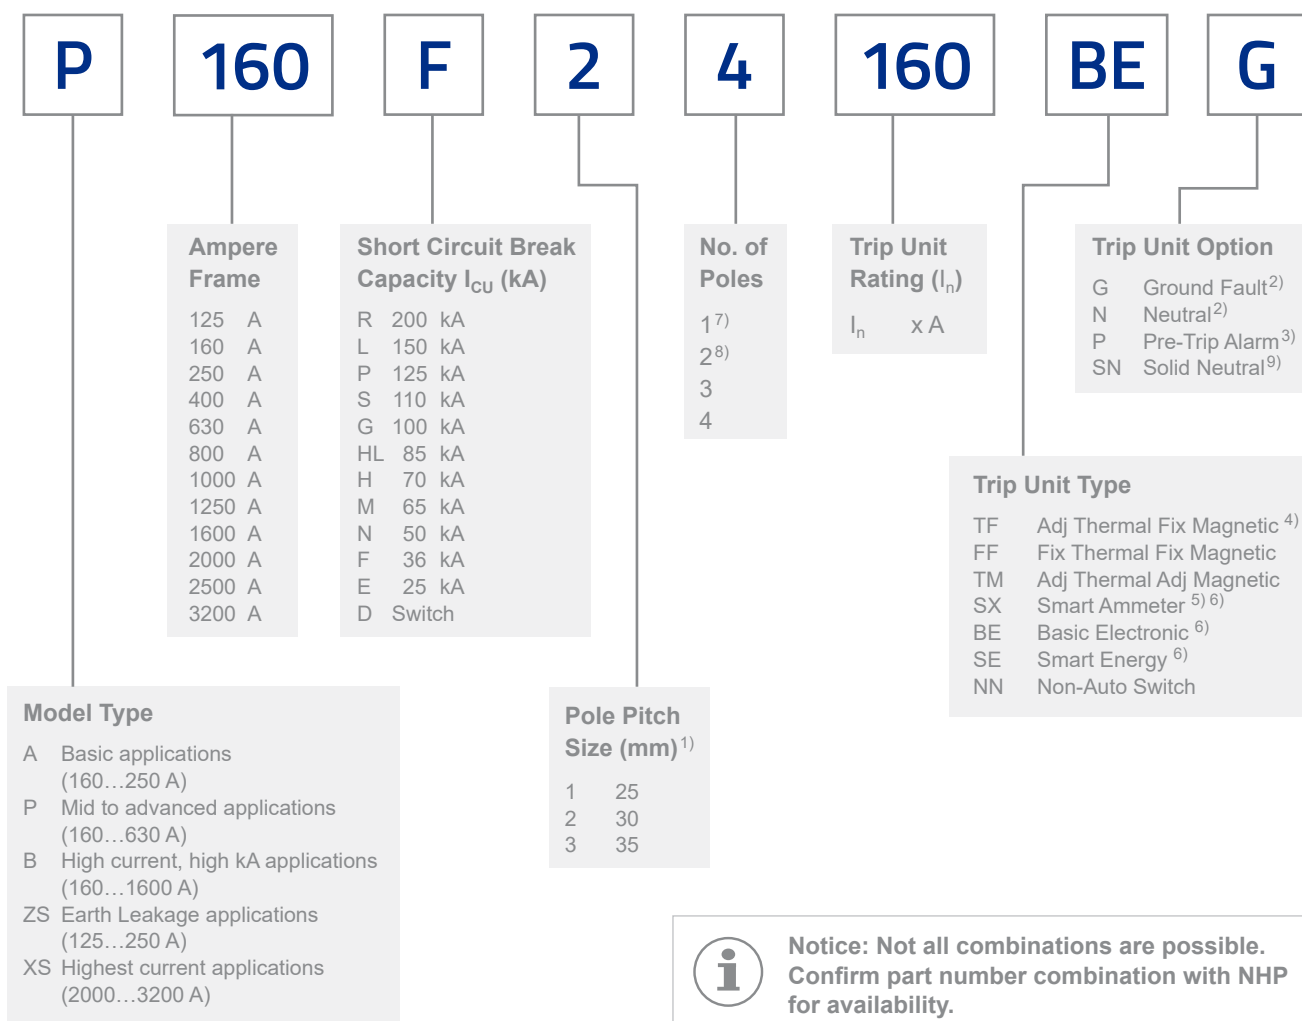 P 160 F 2 4 160 BE G
Ampere
Frame
125 A
160 A
250 A
400 A
630 A
800 A
1000 A
1250 A
1600 A
2000 A
2500 A
3200 A
Short Circuit Break
Capacity ICU (kA)
R 200 kA
L 150 kA
P 125 kA
S 110 kA
G 100 kA
HL 85 kA
H 70 kA
M 65 kA
N 50 kA
F 36 kA
E 25 kA
D Switch
No. of
Poles
1 7)
2 8)
3
4
Trip Unit
Rating (In)
In x A
Trip Unit Option
G Ground Fault 2)
N Neutral 2)
P Pre-Trip Alarm 3)
SN Solid Neutral 9)
Trip Unit Type
TF Adj Thermal Fix Magnetic 4)
FF Fix Thermal Fix Magnetic
TM Adj Thermal Adj Magnetic
SX Smart Ammeter 5) 6)
BE Basic Electronic 6)
SE Smart Energy 6)
NN Non-Auto Switch
Model Type
A Basic applications
(160…250 A)
P Mid to advanced applications
(160…630 A)
B High current, high kA applications
(160…1600 A)
ZS Earth Leakage applications
(125…250 A)
XS Highest current applications
(2000…3200 A)
Pole Pitch
Size (mm) 1)
1 25
2 30
3 35
Notice: Not all combinations are possible.
Confirm part number combination with NHP
for availability.